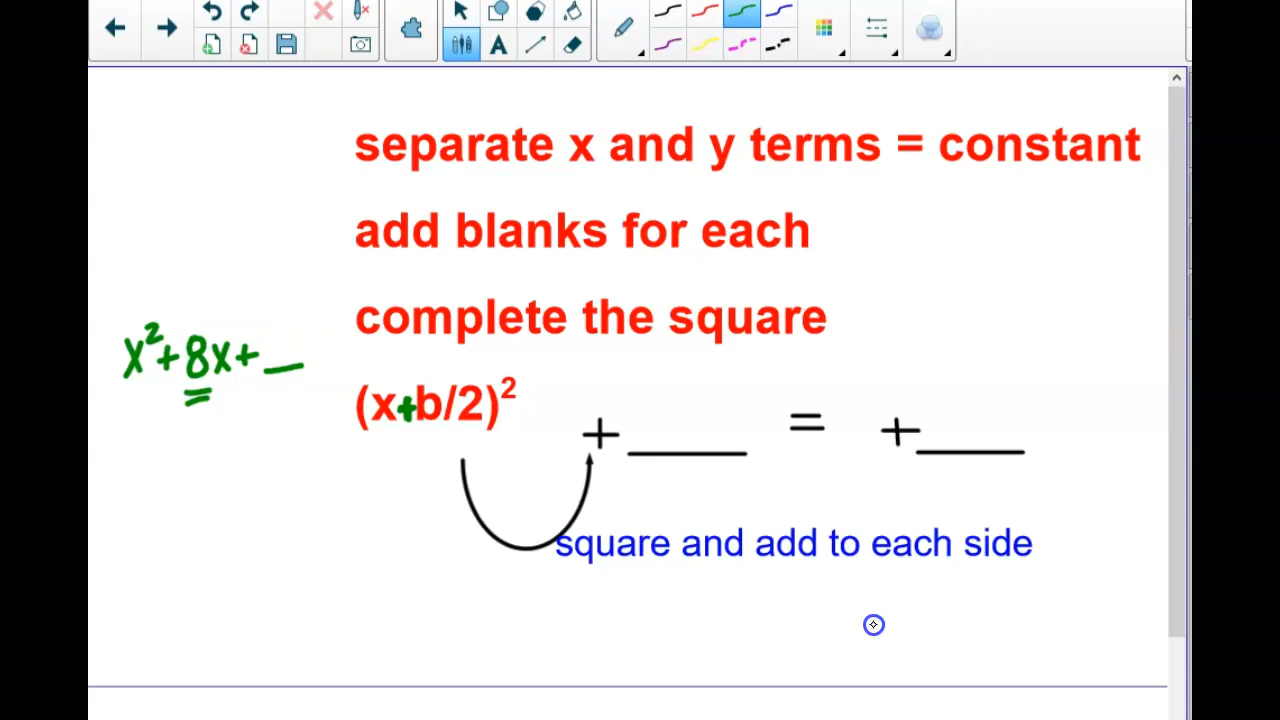 separate x and y terms = constant
add blanks for each
complete the square
x²+8x+_
(x+b/2)²
+____ = +____
square and add to each side